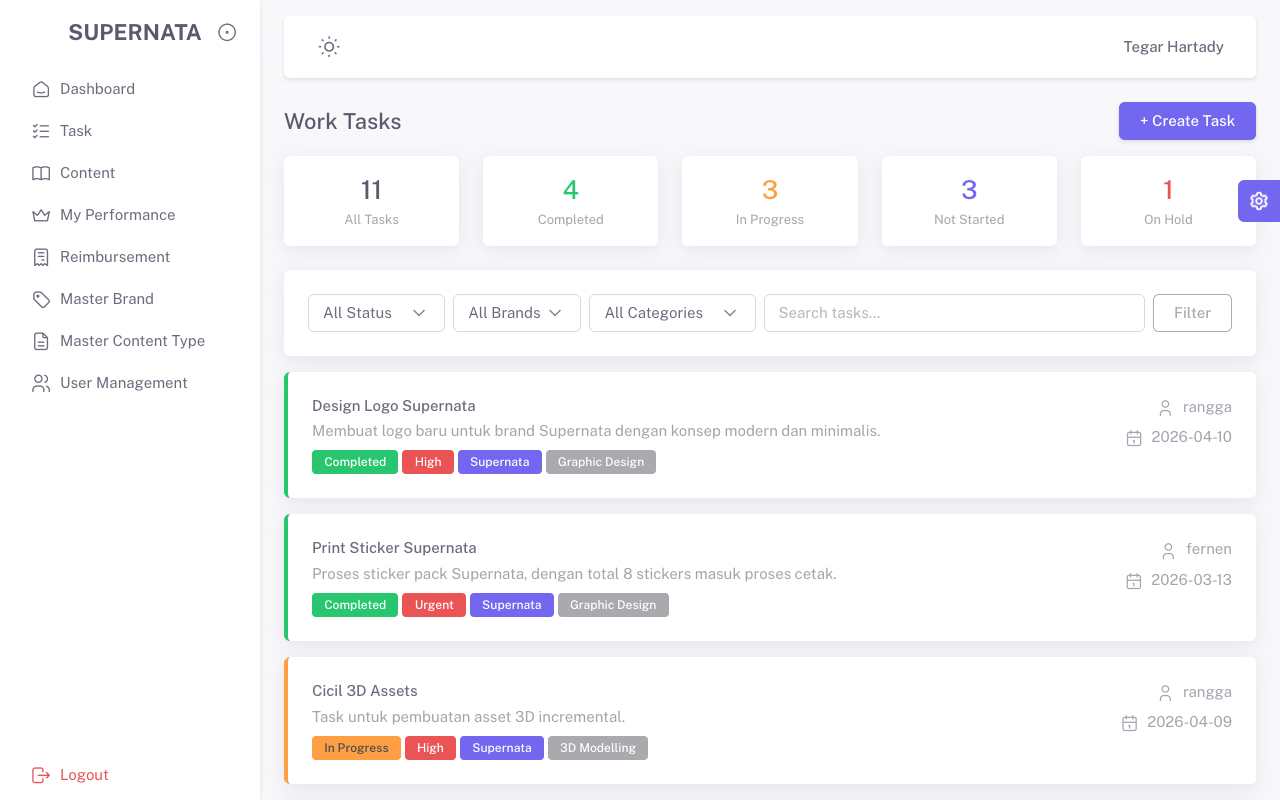 SUPERNATA
Dashboard
Task
Content
My Performance
Reimbursement
Master Brand
Master Content Type
User Management
Logout
Tegar Hartady
Work Tasks
+ Create Task
11
All Tasks
4
Completed
3
In Progress
3
Not Started
1
On Hold
All Status
All Brands
All Categories
Search tasks...
Filter
Design Logo Supernata
Membuat logo baru untuk brand Supernata dengan konsep modern dan minimalis.
Completed High Supernata Graphic Design
rangga
2026-04-10
Print Sticker Supernata
Proses sticker pack Supernata, dengan total 8 stickers masuk proses cetak.
Completed Urgent Supernata Graphic Design
fernen
2026-03-13
Cicil 3D Assets
Task untuk pembuatan asset 3D incremental.
In Progress High Supernata 3D Modelling
rangga
2026-04-09